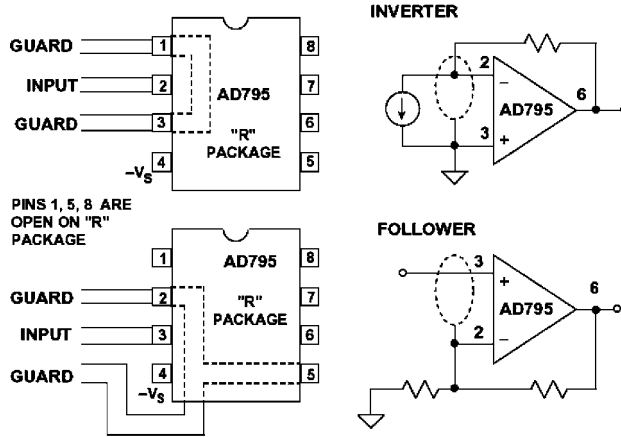 INVERTER
GUARD
INPUT
GUARD
1
2
3
4
8
7
6
5
AD795
"R"
PACKAGE
–VS
2
3
6
–
+
AD795
PINS 1, 5, 8 ARE
OPEN ON "R"
PACKAGE
FOLLOWER
GUARD
INPUT
GUARD
1
2
3
4
8
7
6
5
AD795
"R"
PACKAGE
–VS
3
2
6
+
–
AD795